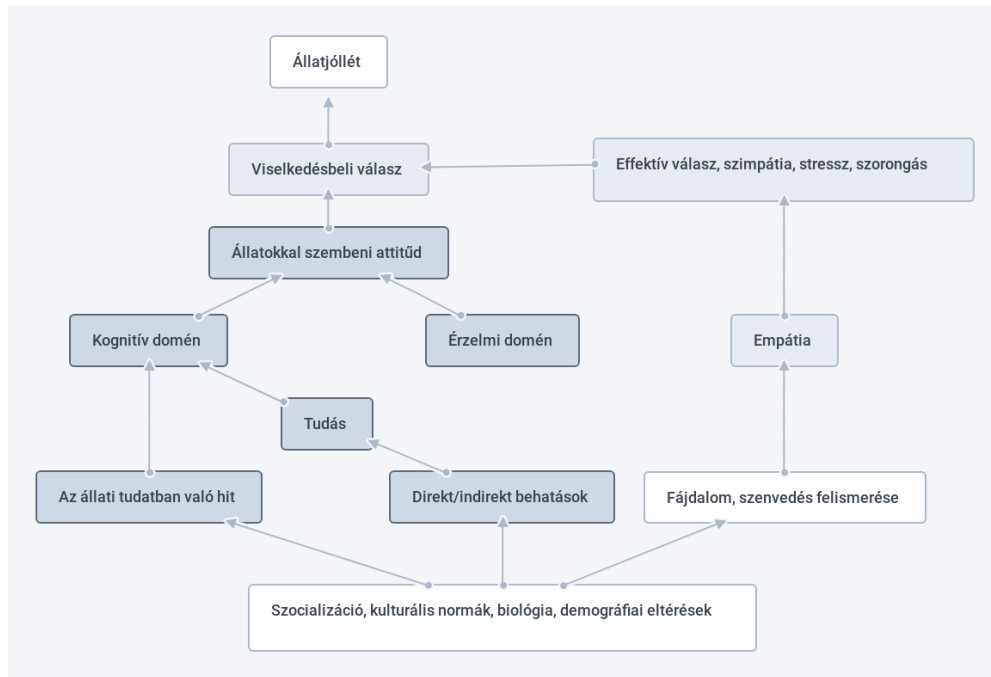 Állatjóllét
Viselkedésbeli válasz
Effektív válasz, szimpátia, stressz, szorongás
Állatokkal szembeni attitűd
Kognitív domén
Érzelmi domén
Empátia
Tudás
Az állati tudatban való hit
Direkt/indirekt behatások
Fájdalom, szenvedés felismerése
Szocializáció, kulturális normák, biológia, demográfiai eltérések